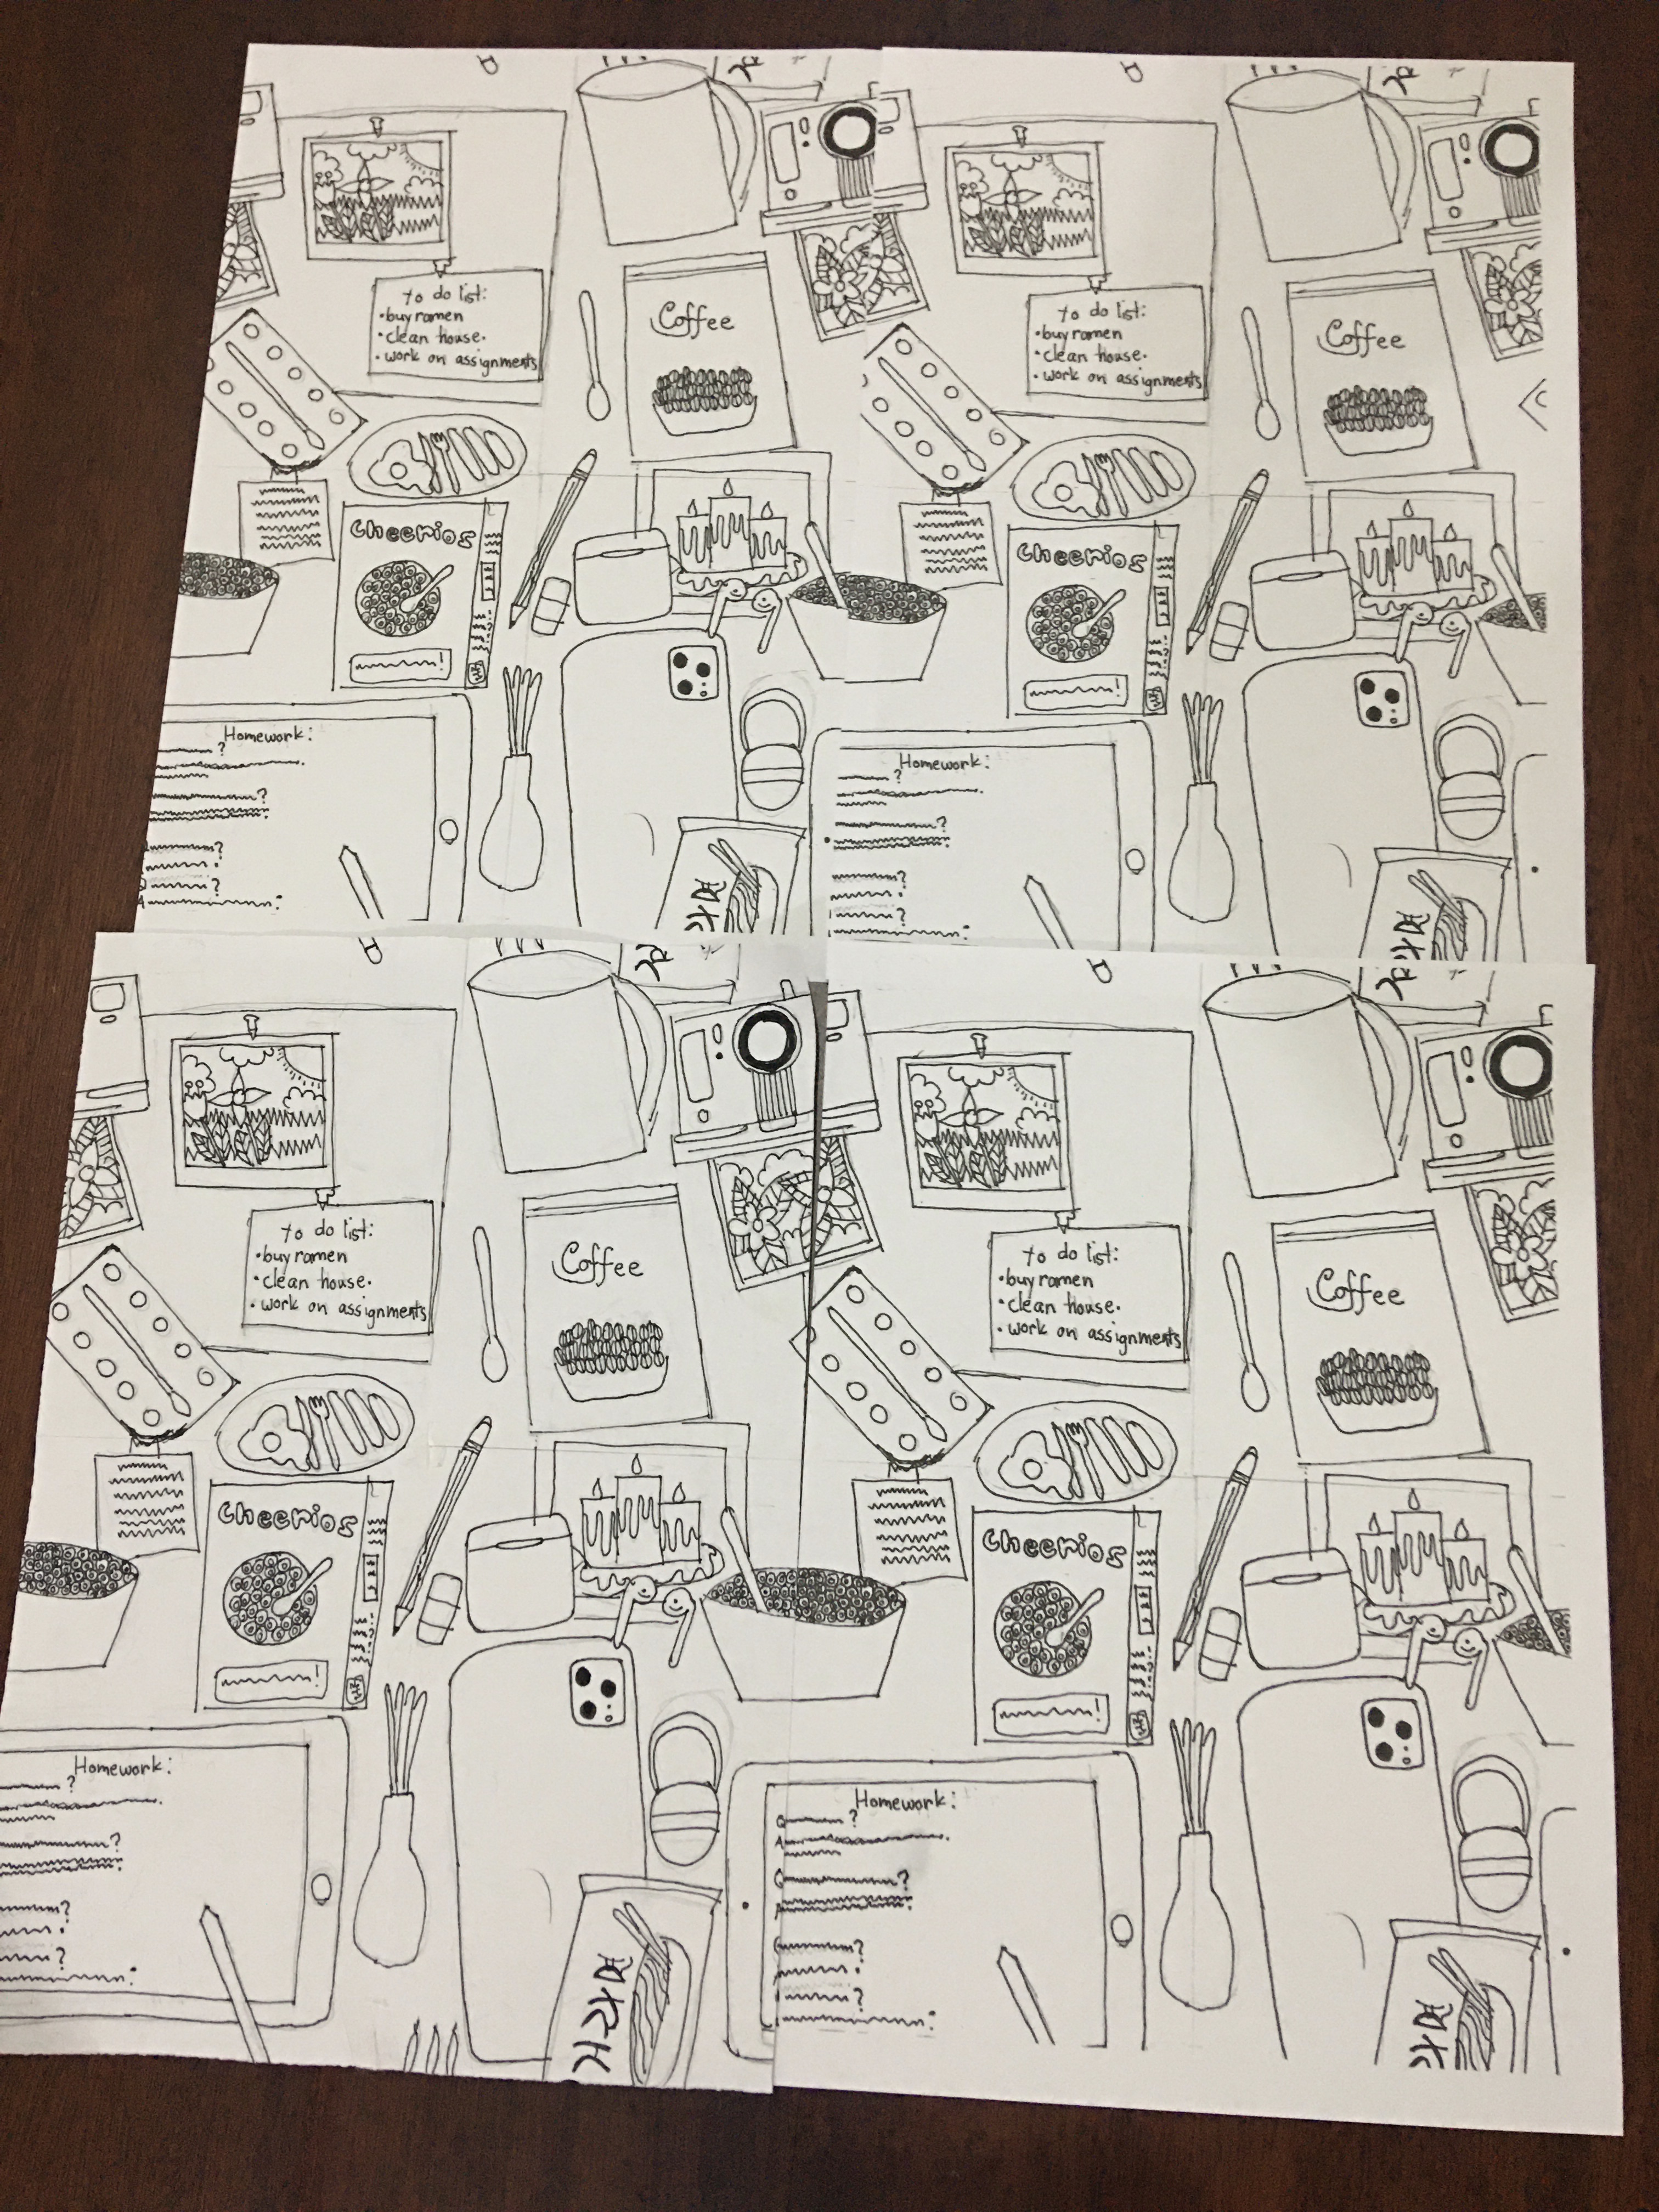 to do list:
•buy ramen
•clean house.
•work on assignments
Coffee
Cheerios
!
Homework:
?
?
?
?
to do list:
•buy ramen
•clean house.
•work on assignments
Coffee
Cheerios
!
Homework:
?
?
?
?
to do list:
•buy ramen
•clean house.
•work on assignments
Coffee
Cheerios
!
Homework:
?
?
?
?
to do list:
•buy ramen
•clean house.
•work on assignments
Coffee
Cheerios
!
Homework:
Q ?
A
Q ?
A
?
?